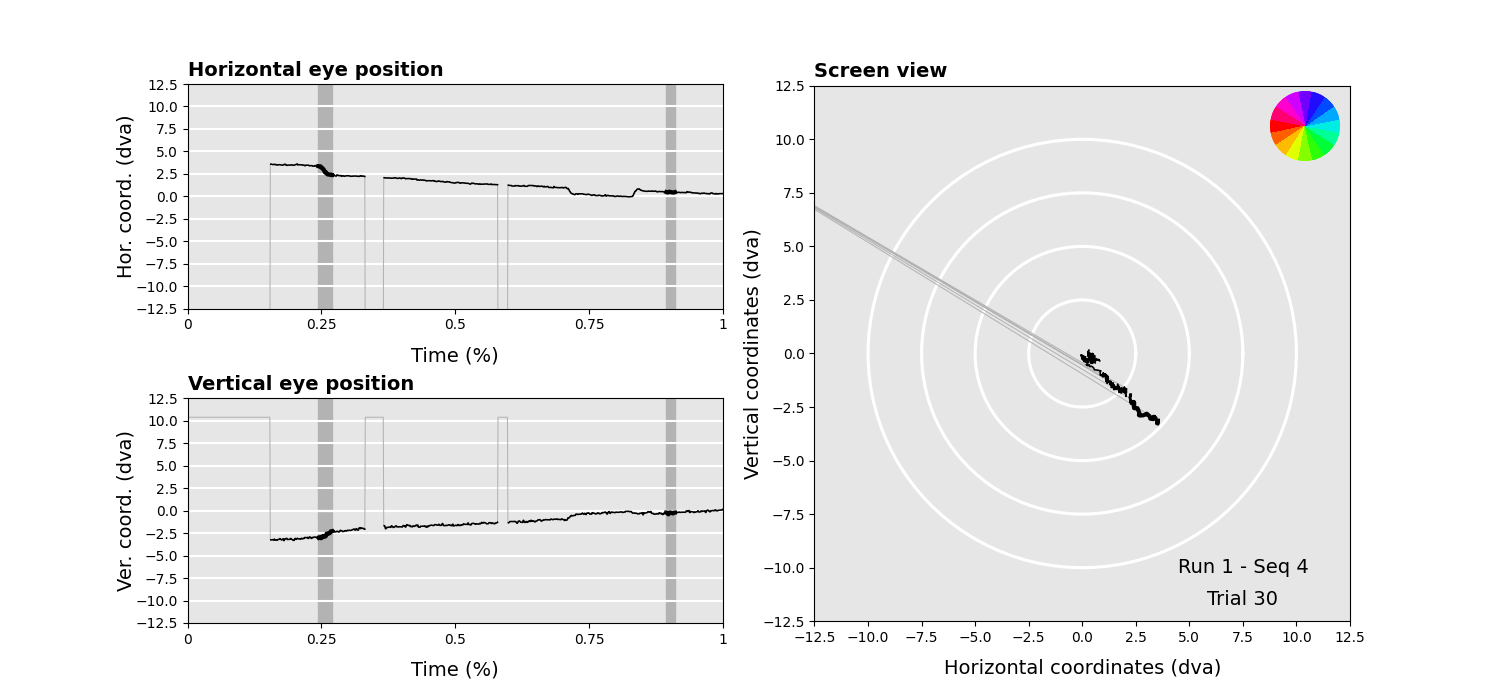 Horizontal eye position
Hor. coord. (dva)
12.5
10.0
7.5
5.0
2.5
0.0
−2.5
−5.0
−7.5
−10.0
−12.5
0 0.25 0.5 0.75 1
Time (%)
Vertical eye position
Ver. coord. (dva)
12.5
10.0
7.5
5.0
2.5
0.0
−2.5
−5.0
−7.5
−10.0
−12.5
0 0.25 0.5 0.75 1
Time (%)
Screen view
Vertical coordinates (dva)
12.5
10.0
7.5
5.0
2.5
0.0
−2.5
−5.0
−7.5
−10.0
−12.5
Run 1 - Seq 4
Trial 30
−12.5 −10.0 −7.5 −5.0 −2.5 0.0 2.5 5.0 7.5 10.0 12.5
Horizontal coordinates (dva)